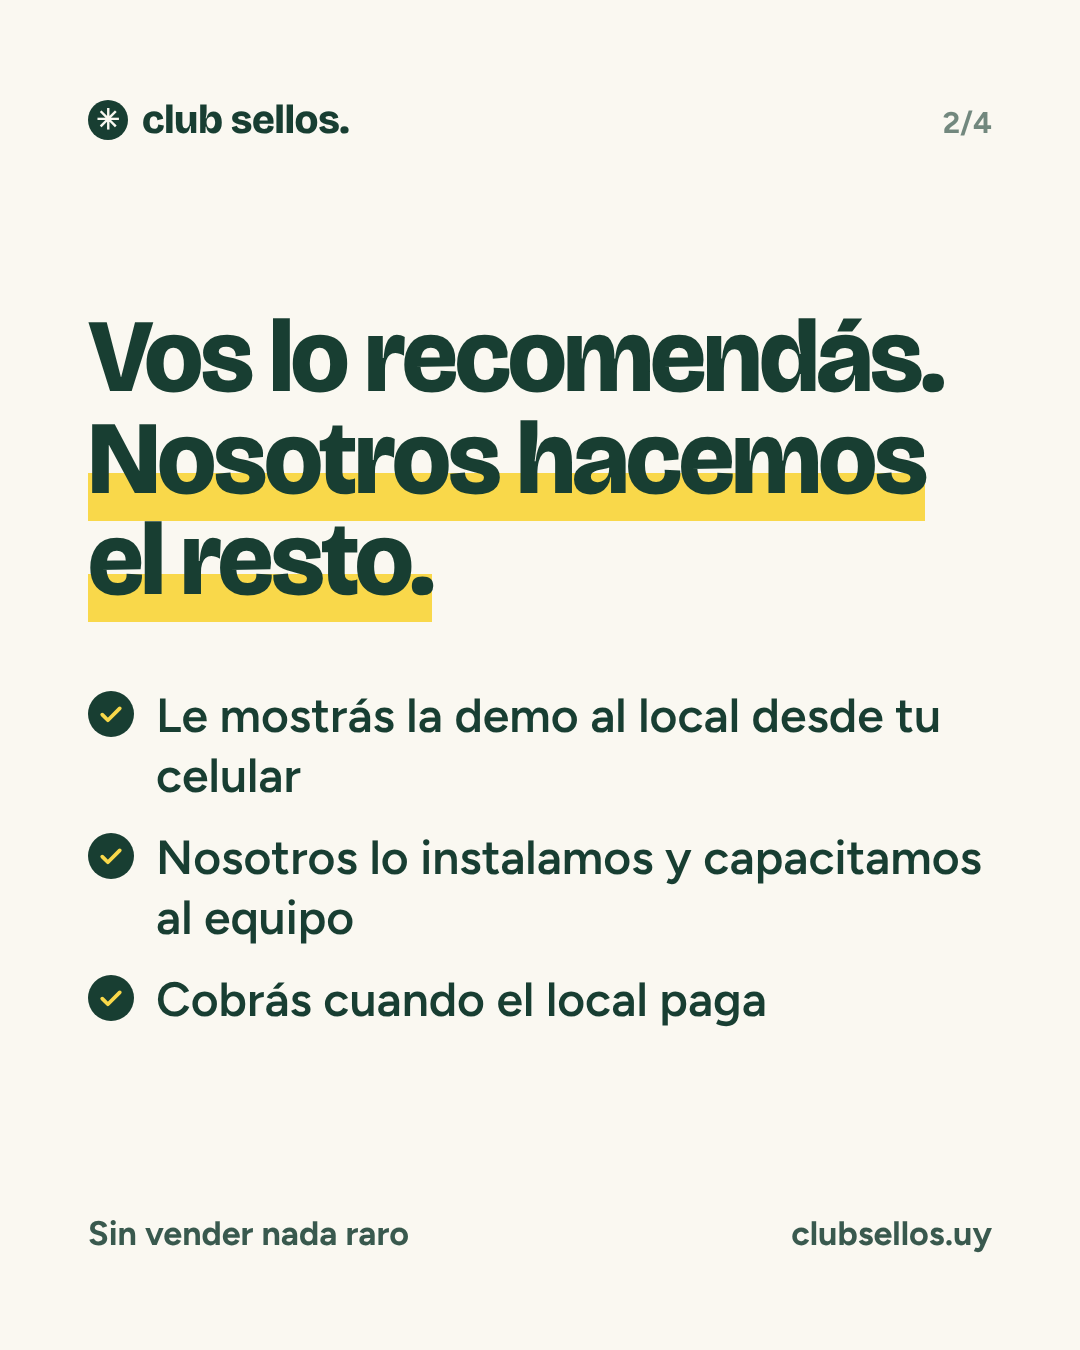 club sellos.
2/4
Vos lo recomendás.
Nosotros hacemos
el resto.
Le mostrás la demo al local desde tu
celular
Nosotros lo instalamos y capacitamos
al equipo
Cobrás cuando el local paga
Sin vender nada raro
clubsellos.uy